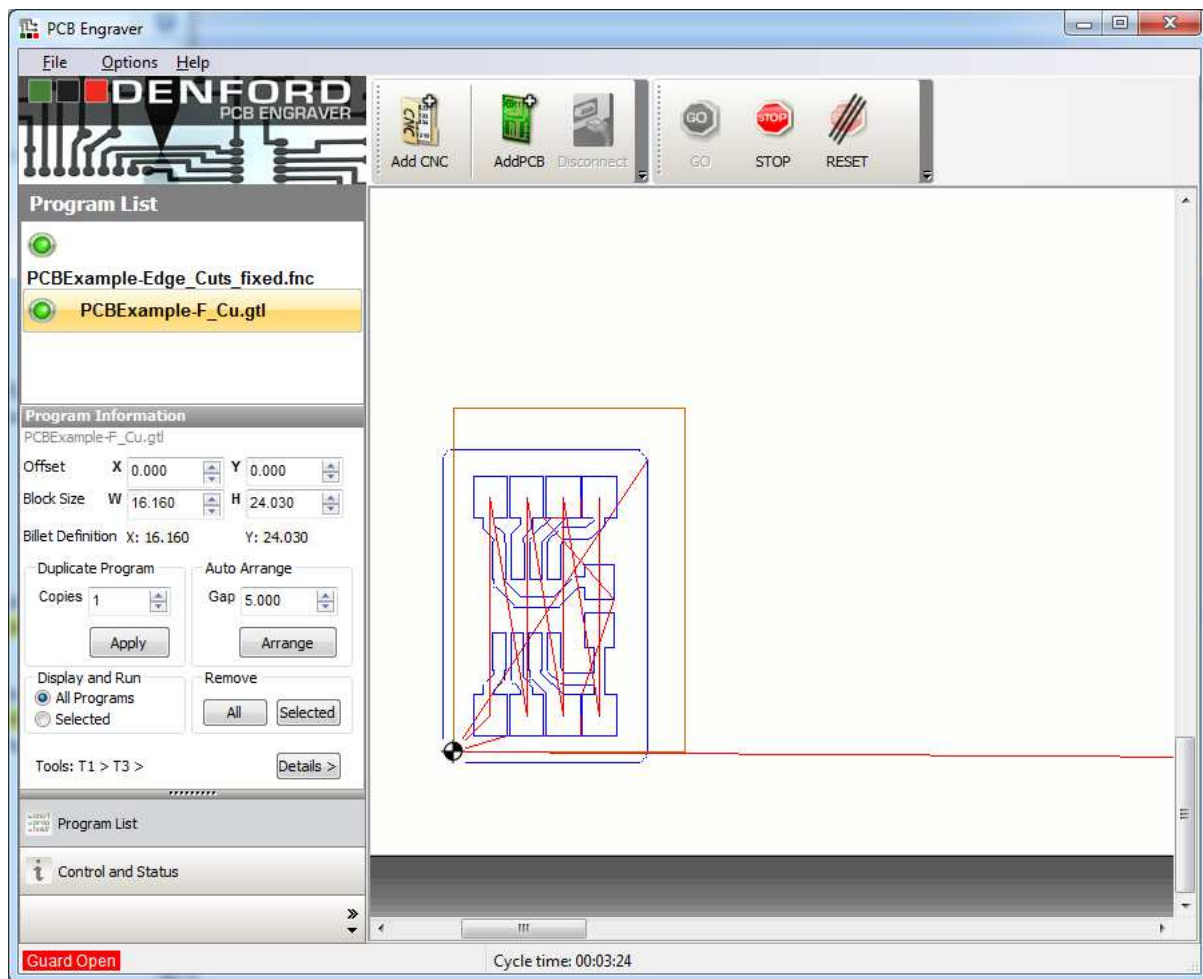 PCB Engraver
File Options Help
DENFORD
PCB ENGRAVER
CNC
Add CNC AddPCB Disconnect
GO STOP
GO STOP RESET
Program List
PCBExample-Edge_Cuts_fixed.fnc
PCBExample-F_Cu.gtl
Program Information
PCBExample-F_Cu.gtl
Offset X 0.000 Y 0.000
Block Size W 16.160 H 24.030
Billet Definition X: 16.160 Y: 24.030
Duplicate Program Auto Arrange
Copies 1 Gap 5.000
Apply Arrange
Display and Run Remove
All Programs
Selected All Selected
Tools: T1 > T3 > Details >
Program List
Control and Status
Guard Open Cycle time: 00:03:24